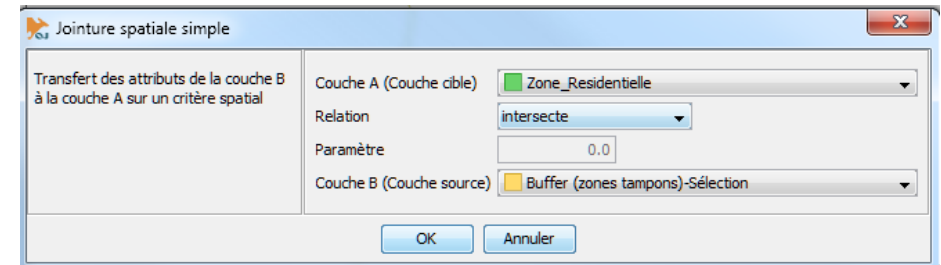 Jointure spatiale simple
Transfert des attributs de la couche B
à la couche A sur un critère spatial
Couche A (Couche cible) Zone_Residentielle
Relation intersecte
Paramètre 0.0
Couche B (Couche source) Buffer (zones tampons)-Sélection
OK Annuler